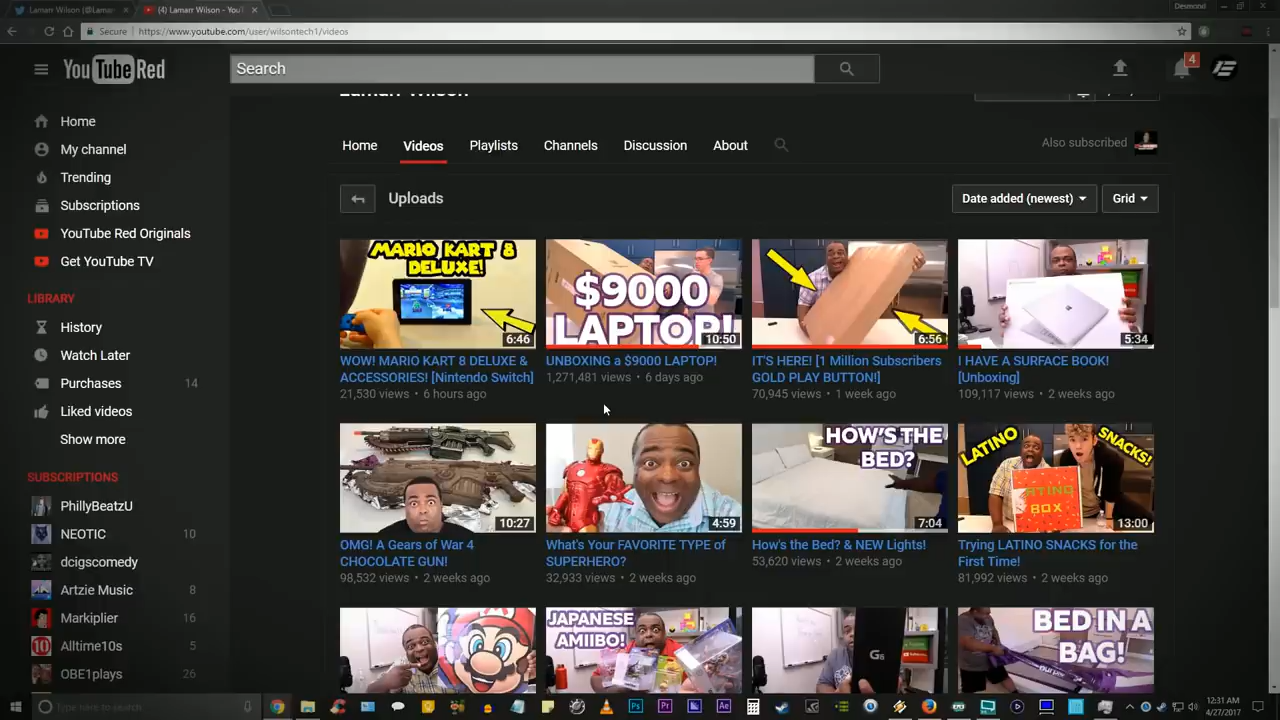 Lamarr Wilson (@Lamar
(4) Lamarr Wilson - YouT
Desmond
Secure
https://www.youtube.com/user/wilsontech1/videos
YouTube Red
Search
4
Lamarr Wilson
Home
My channel
Trending
Subscriptions
YouTube Red Originals
Get YouTube TV
LIBRARY
History
Watch Later
Purchases 14
Liked videos
Show more
SUBSCRIPTIONS
PhillyBeatzU
NEOTIC 10
dcigscomedy
Artzie Music 8
Markiplier 16
Alltime10s 5
OBE1plays 26
Home Videos Playlists Channels Discussion About
Also subscribed
Uploads
Date added (newest)
Grid
MARIO KART 8
DELUXE!
6:46
WOW! MARIO KART 8 DELUXE &
ACCESSORIES! [Nintendo Switch]
21,530 views • 6 hours ago
$9000
LAPTOP!
10:50
UNBOXING a $9000 LAPTOP!
1,271,481 views • 6 days ago
6:56
IT'S HERE! [1 Million Subscribers
GOLD PLAY BUTTON!]
70,945 views • 1 week ago
5:34
I HAVE A SURFACE BOOK!
[Unboxing]
109,117 views • 2 weeks ago
10:27
OMG! A Gears of War 4
CHOCOLATE GUN!
98,532 views • 2 weeks ago
4:59
What's Your FAVORITE TYPE of
SUPERHERO?
32,933 views • 2 weeks ago
HOW'S THE
BED?
7:04
How's the Bed? & NEW Lights!
53,620 views • 2 weeks ago
LATINO
SNACKS!
BOX
13:00
Trying LATINO SNACKS for the
First Time!
81,992 views • 2 weeks ago
JAPANESE
AMIIBO!
G6
BED IN A
BAG!
Type here to search
12:31 AM
4/27/2017